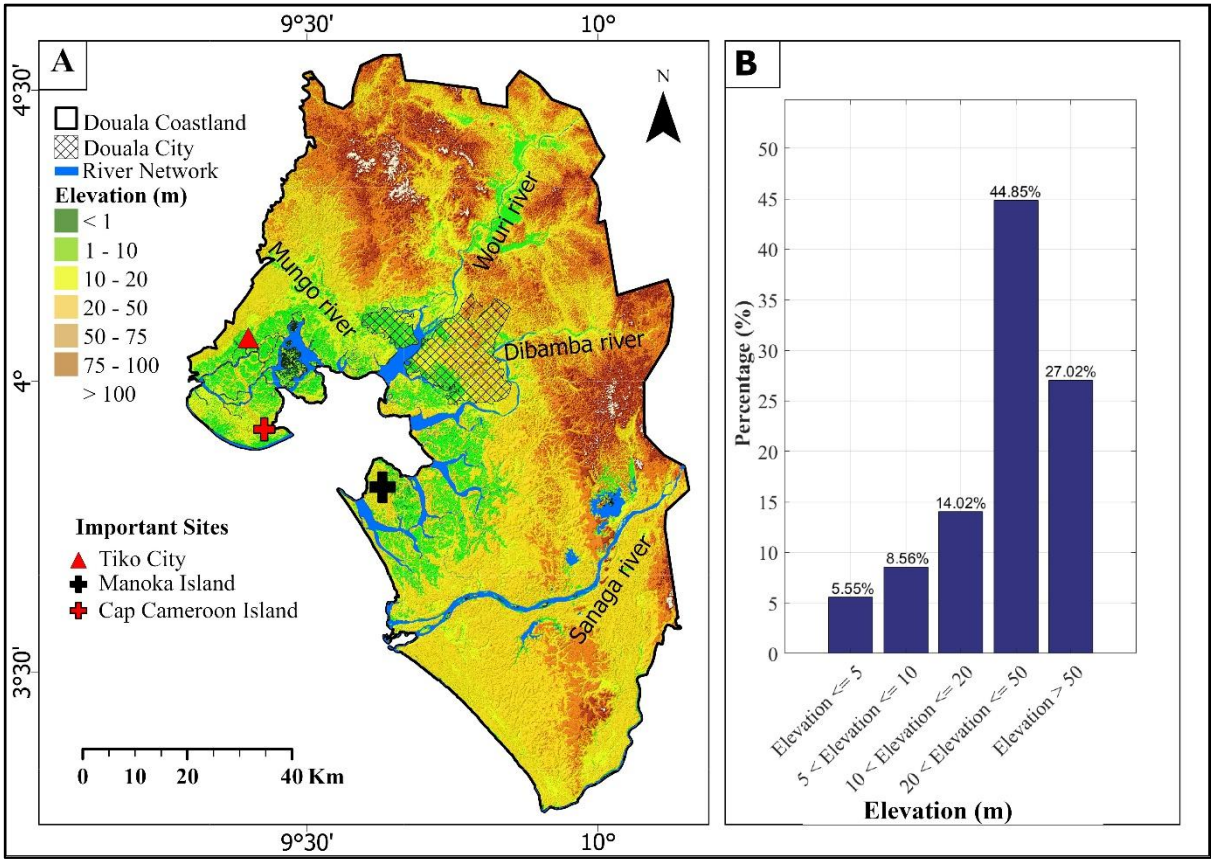 9°30'
10°
A
N
4°30'
4°
3°30'
Douala Coastland
Douala City
River Network
Elevation (m)
< 1
1 - 10
10 - 20
20 - 50
50 - 75
75 - 100
> 100
Mungo river
Wouri river
Dibamba river
Sanaga river
Important Sites
Tiko City
Manoka Island
Cap Cameroon Island
0 10 20 40 Km
9°30'
10°
B
Percentage (%)
50
45
40
35
30
25
20
15
10
5
0
5.55%
8.56%
14.02%
44.85%
27.02%
Elevation <= 5
5 < Elevation <= 10
10 < Elevation <= 20
20 < Elevation <= 50
Elevation > 50
Elevation (m)